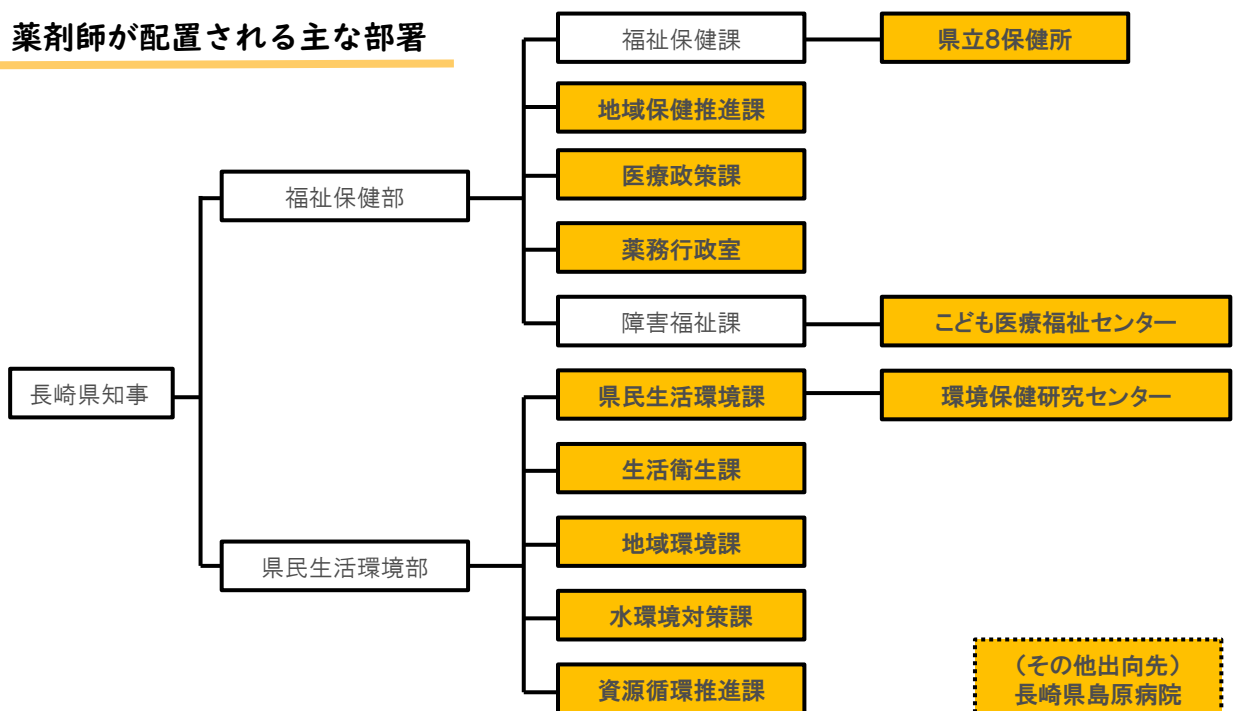 薬剤師が配置される主な部署
福祉保健課
県立8保健所
地域保健推進課
医療政策課
福祉保健部
薬務行政室
障害福祉課
こども医療福祉センター
長崎県知事
県民生活環境課
環境保健研究センター
生活衛生課
地域環境課
県民生活環境部
水環境対策課
資源循環推進課
（その他出向先）
長崎県島原病院